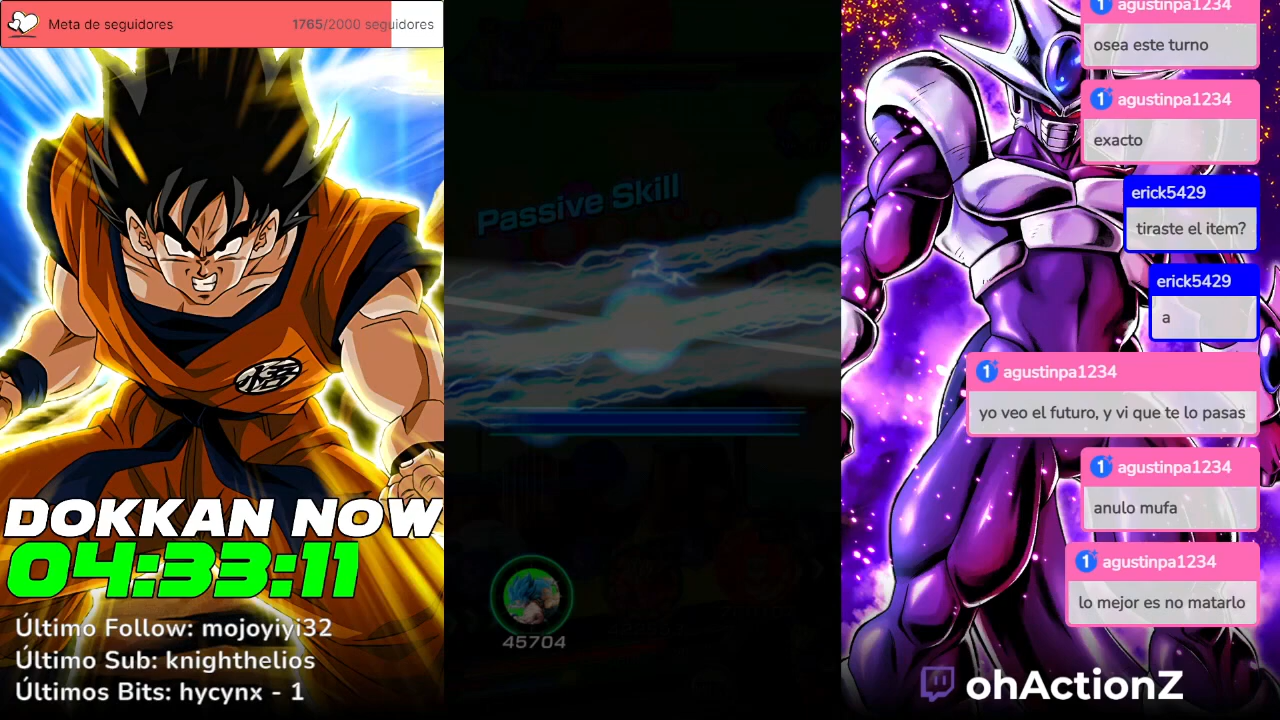 Meta de seguidores
1765/2000 seguidores
Passive Skill
45704
DOKKAN NOW
04:33:11
Último Follow: mojoyiyi32
Último Sub: knighthelios
Últimos Bits: hycynx - 1
agustinpa1234
osea este turno
agustinpa1234
exacto
erick5429
tiraste el item?
erick5429
a
agustinpa1234
yo veo el futuro, y vi que te lo pasas
agustinpa1234
anulo mufa
agustinpa1234
lo mejor es no matarlo
ohActionZ